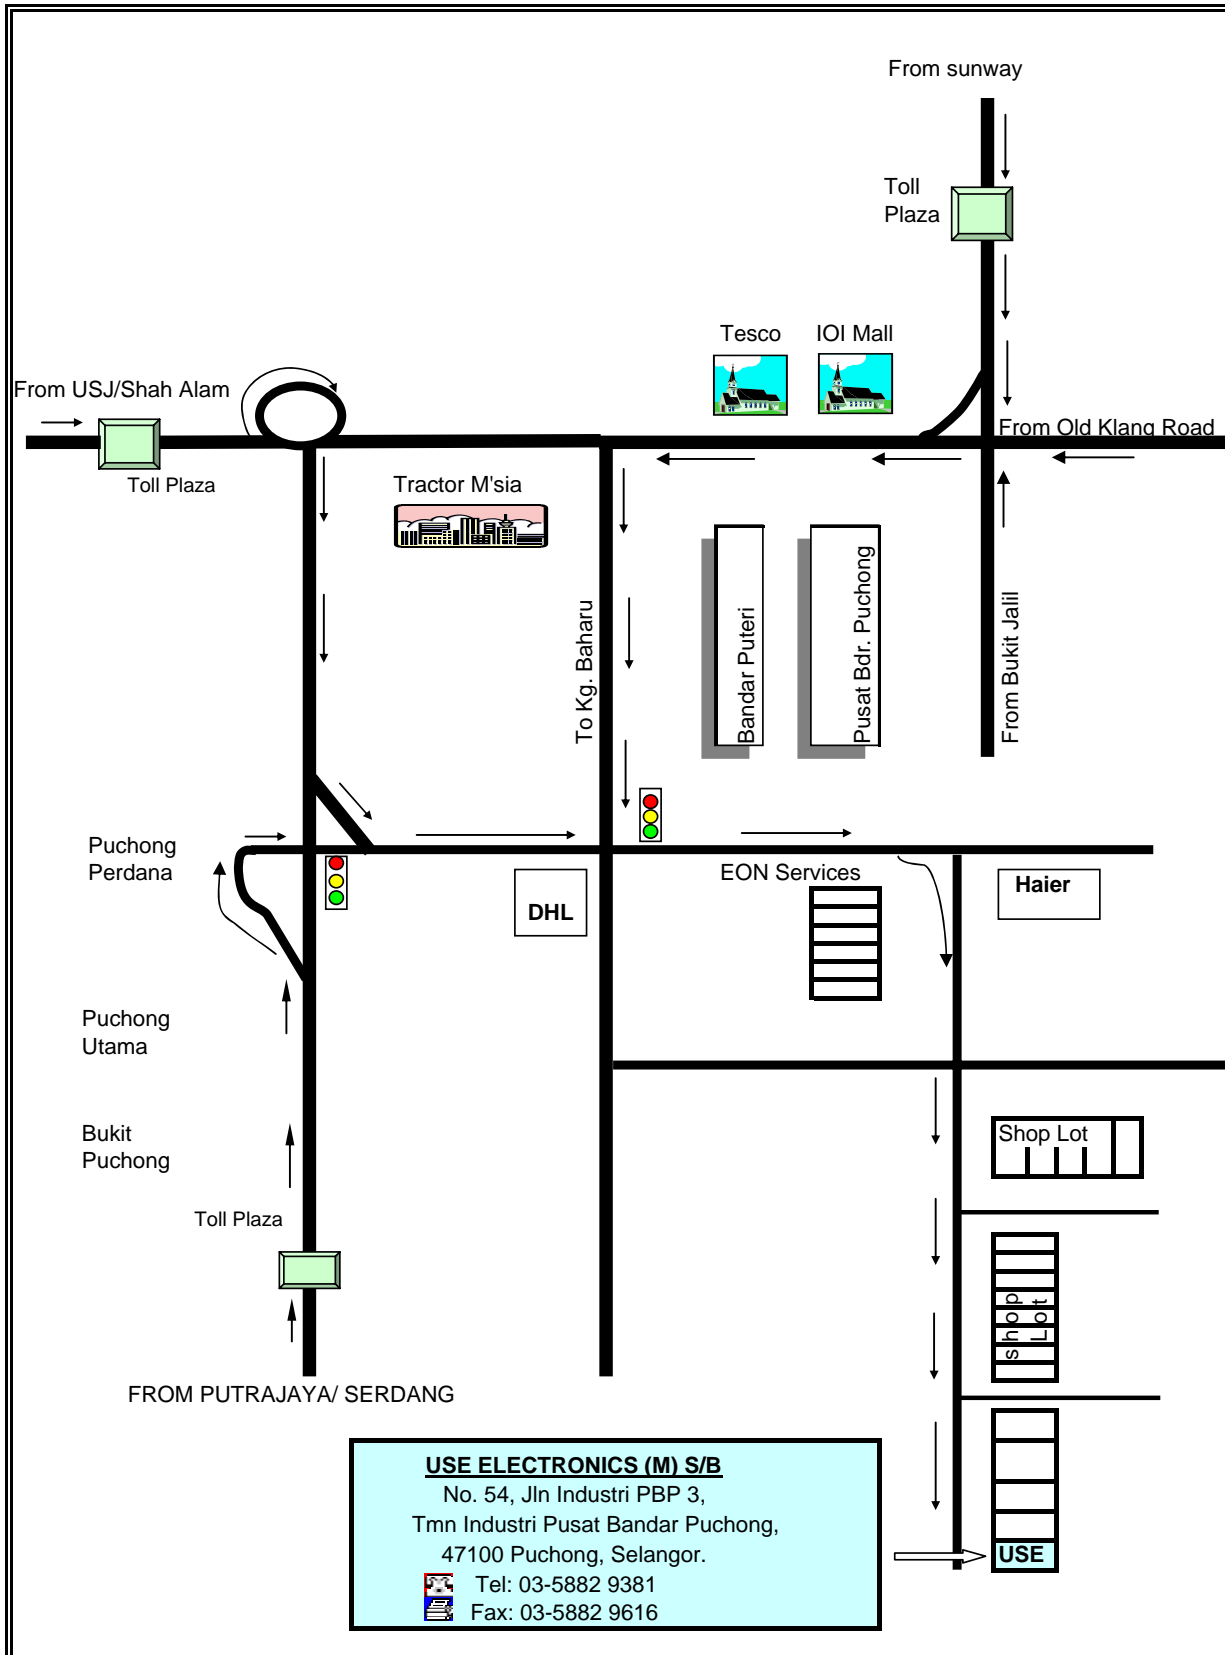 From sunway
Toll
Plaza
Tesco
IOI Mall
From USJ/Shah Alam
From Old Klang Road
Toll Plaza
Tractor M'sia
To Kg. Baharu
Bandar Puteri
Pusat Bdr. Puchong
From Bukit Jalil
Puchong
Perdana
EON Services
Haier
DHL
Puchong
Utama
Bukit
Puchong
Shop Lot
Toll Plaza
shop
Lot
FROM PUTRAJAYA/ SERDANG
USE ELECTRONICS (M) S/B
No. 54, Jln Industri PBP 3,
Tmn Industri Pusat Bandar Puchong,
47100 Puchong, Selangor.
USE
Tel: 03-5882 9381
Fax: 03-5882 9616